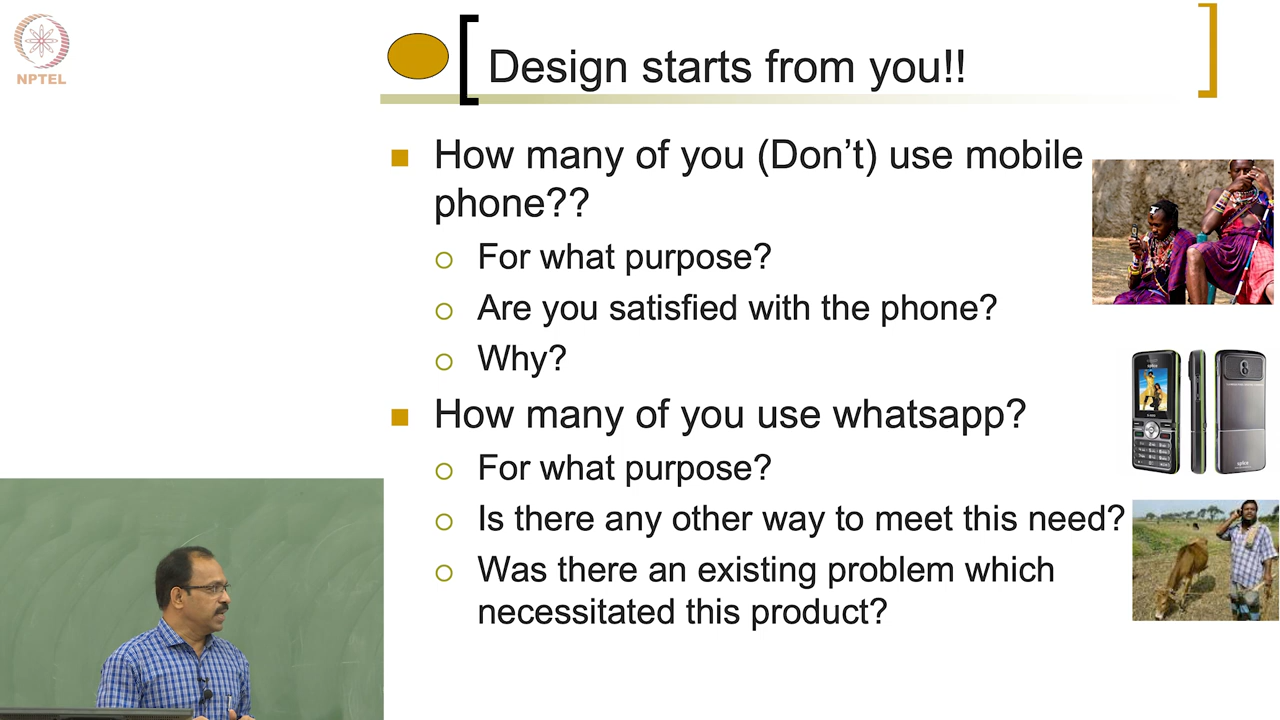 NPTEL
Design starts from you!!
How many of you (Don't) use mobile
phone??
For what purpose?
Are you satisfied with the phone?
Why?
How many of you use whatsapp?
For what purpose?
Is there any other way to meet this need?
Was there an existing problem which
necessitated this product?